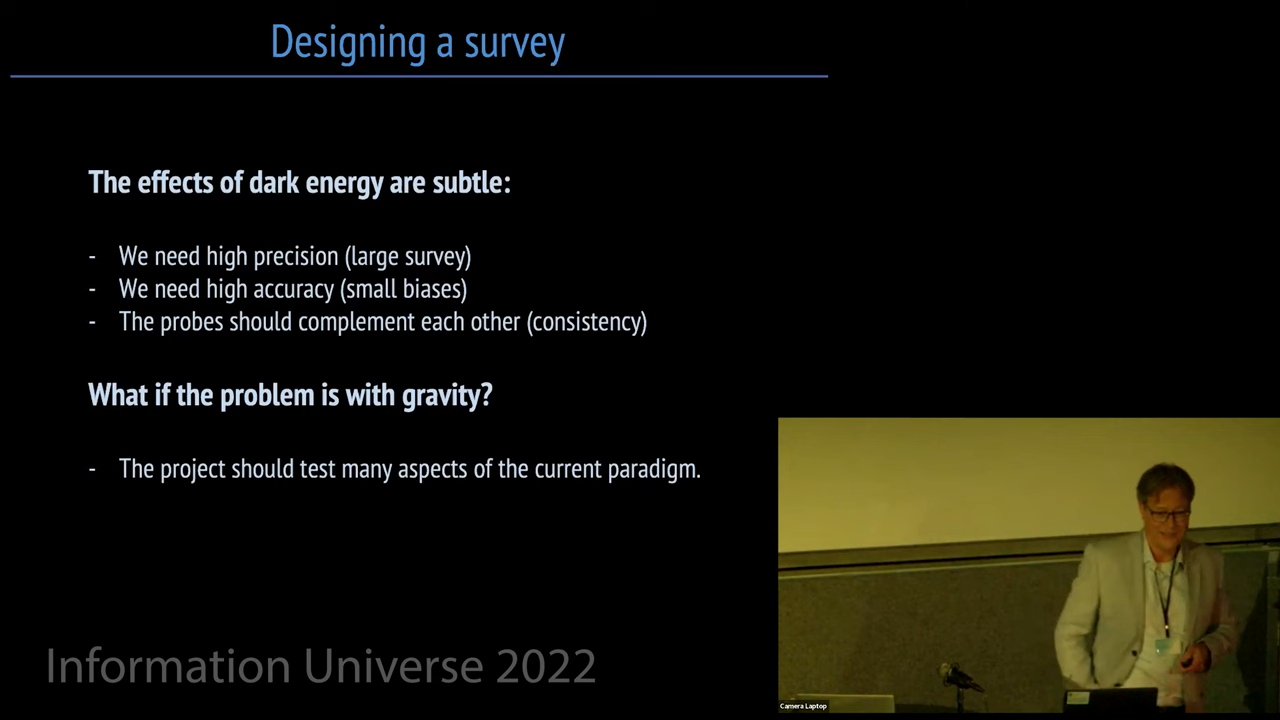 Designing a survey
The effects of dark energy are subtle:
- We need high precision (large survey)
- We need high accuracy (small biases)
- The probes should complement each other (consistency)
What if the problem is with gravity?
- The project should test many aspects of the current paradigm.
Information Universe 2022
Camera Laptop